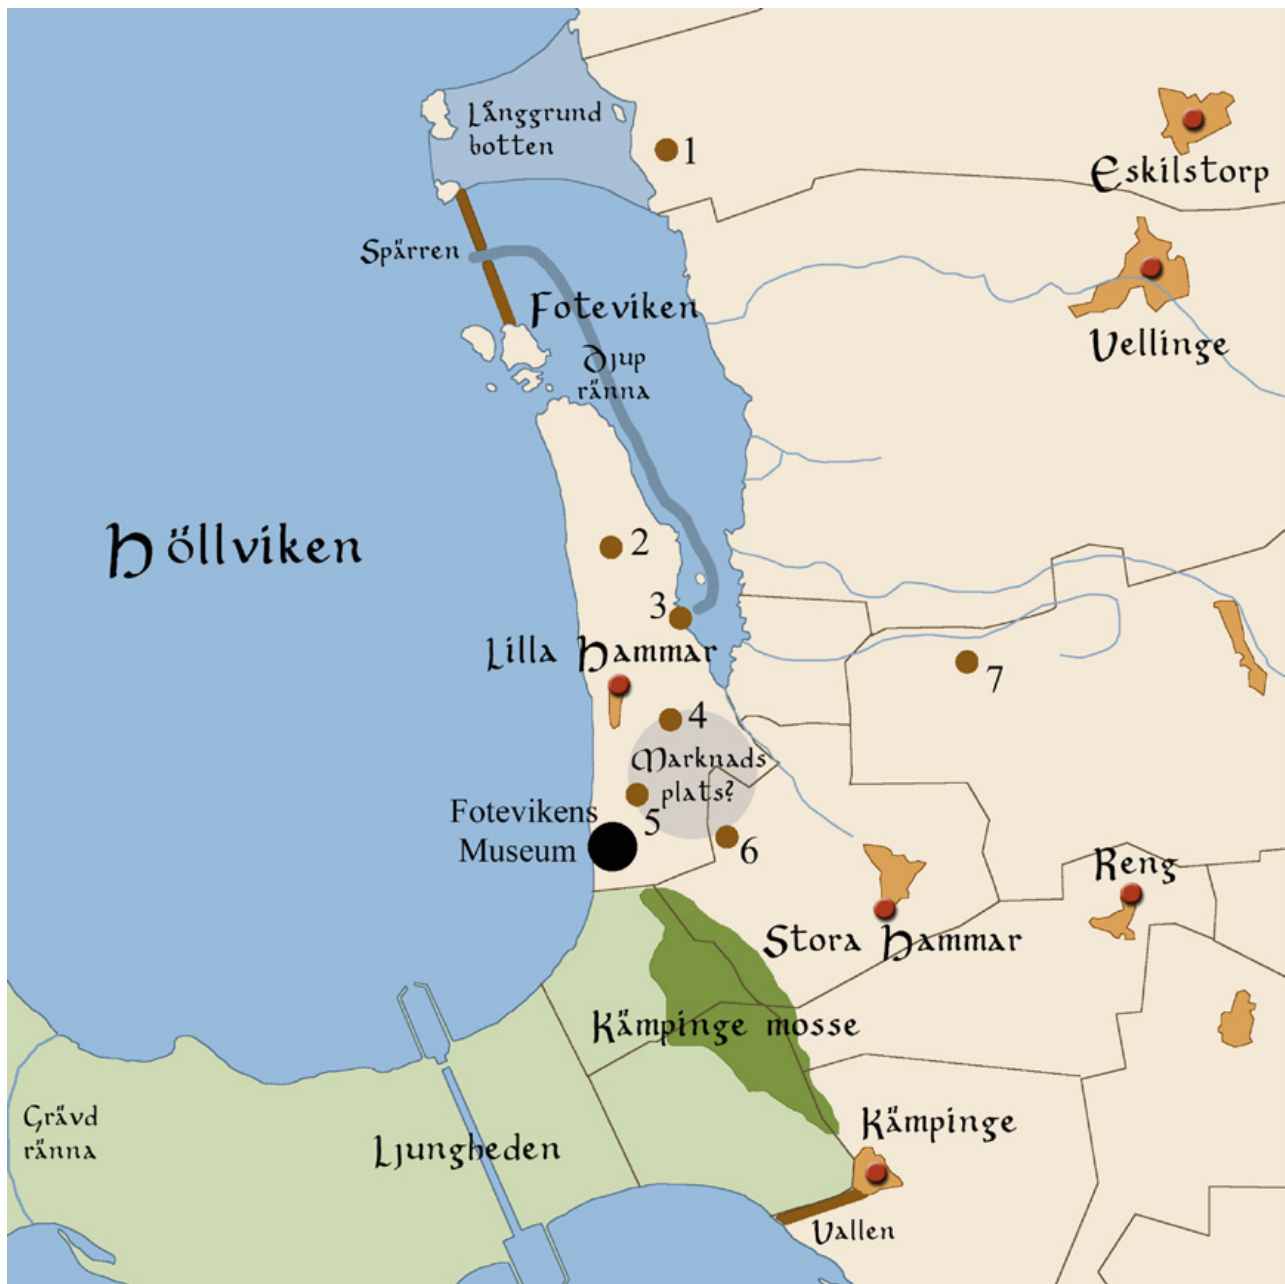 Långgrund
botten
1
Eskilstorp
Spärren
Foteviken
Vellinge
Djup
ränna
Höllviken
2
3
Lilla Hammar
7
4
Marknads
plats?
Fotevikens
Museum
5
6
Reng
Stora Hammar
Kämpinge mosse
Grävd
ränna
Ljungheden
Kämpinge
Vallen